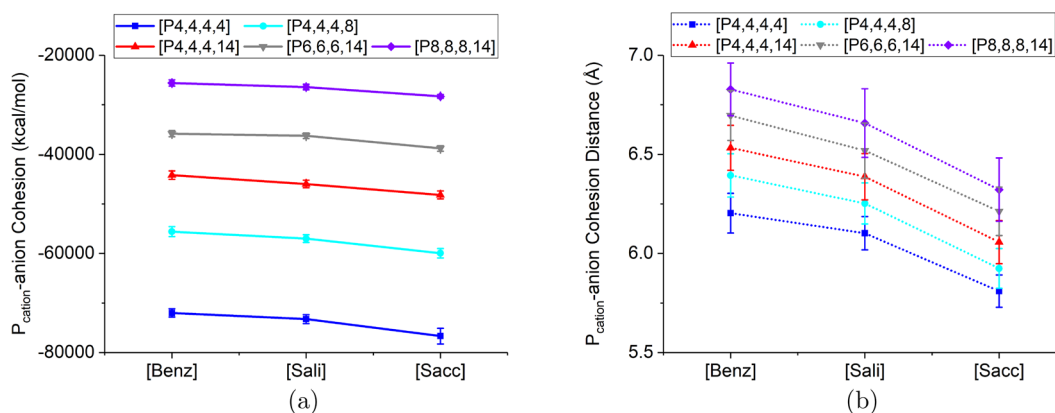 [P4,4,4,4] [P4,4,4,8]
[P4,4,4,14] [P6,6,6,14] [P8,8,8,14]
P_cation-anion Cohesion (kcal/mol)
-20000
-40000
-60000
-80000
[Benz] [Sali] [Sacc]
(a)
[P4,4,4,4] [P4,4,4,8]
[P4,4,4,14] [P6,6,6,14] [P8,8,8,14]
P_cation-anion Cohesion Distance (Å)
7.0
6.5
6.0
5.5
[Benz] [Sali] [Sacc]
(b)